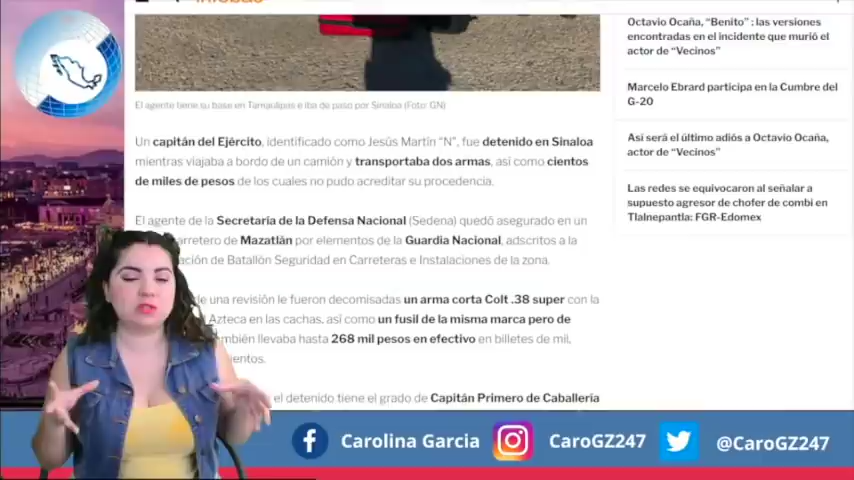 infobae
El agente tiene su base en Tamaulipas e iba de paso por Sinaloa (Foto: GN)
Un capitán del Ejército, identificado como Jesús Martín “N”, fue detenido en Sinaloa
mientras viajaba a bordo de un camión y transportaba dos armas, así como cientos
de miles de pesos de los cuales no pudo acreditar su procedencia.
El agente de la Secretaría de la Defensa Nacional (Sedena) quedó asegurado en un
arretero de Mazatlán por elementos de la Guardia Nacional, adscritos a la
ción de Batallón Seguridad en Carreteras e Instalaciones de la zona.
de una revisión le fueron decomisadas un arma corta Colt .38 super con la
Azteca en las cachas, así como un fusil de la misma marca pero de
mbién llevaba hasta 268 mil pesos en efectivo en billetes de mil,
entos.
el detenido tiene el grado de Capitán Primero de Caballería
Octavio Ocaña, “Benito” : las versiones
encontradas en el incidente que murió el
actor de “Vecinos”
Marcelo Ebrard participa en la Cumbre del
G-20
Así será el último adiós a Octavio Ocaña,
actor de “Vecinos”
Las redes se equivocaron al señalar a
supuesto agresor de chofer de combi en
Tlalnepantla: FGR-Edomex
Carolina Garcia CaroGZ247 @CaroGZ247